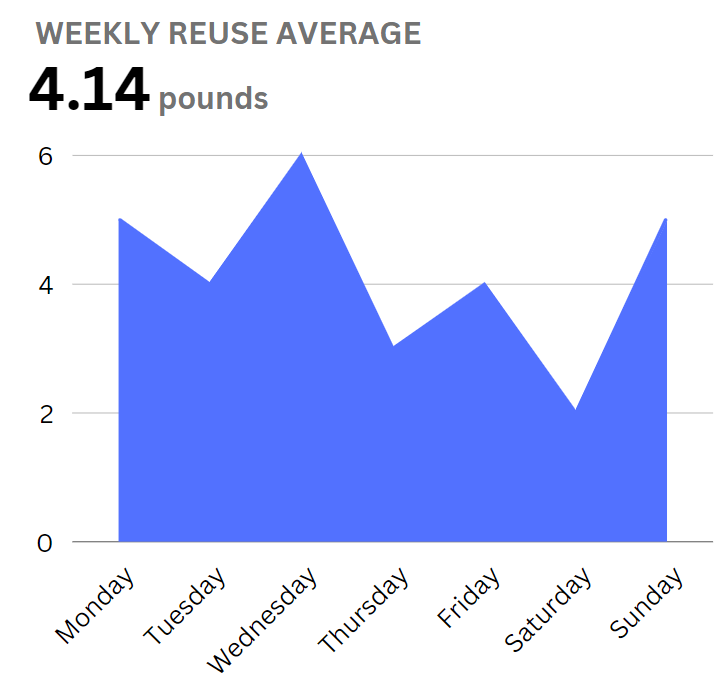 WEEKLY REUSE AVERAGE
4.14 pounds
6
4
2
0
Monday
Tuesday
Wednesday
Thursday
Friday
Saturday
Sunday